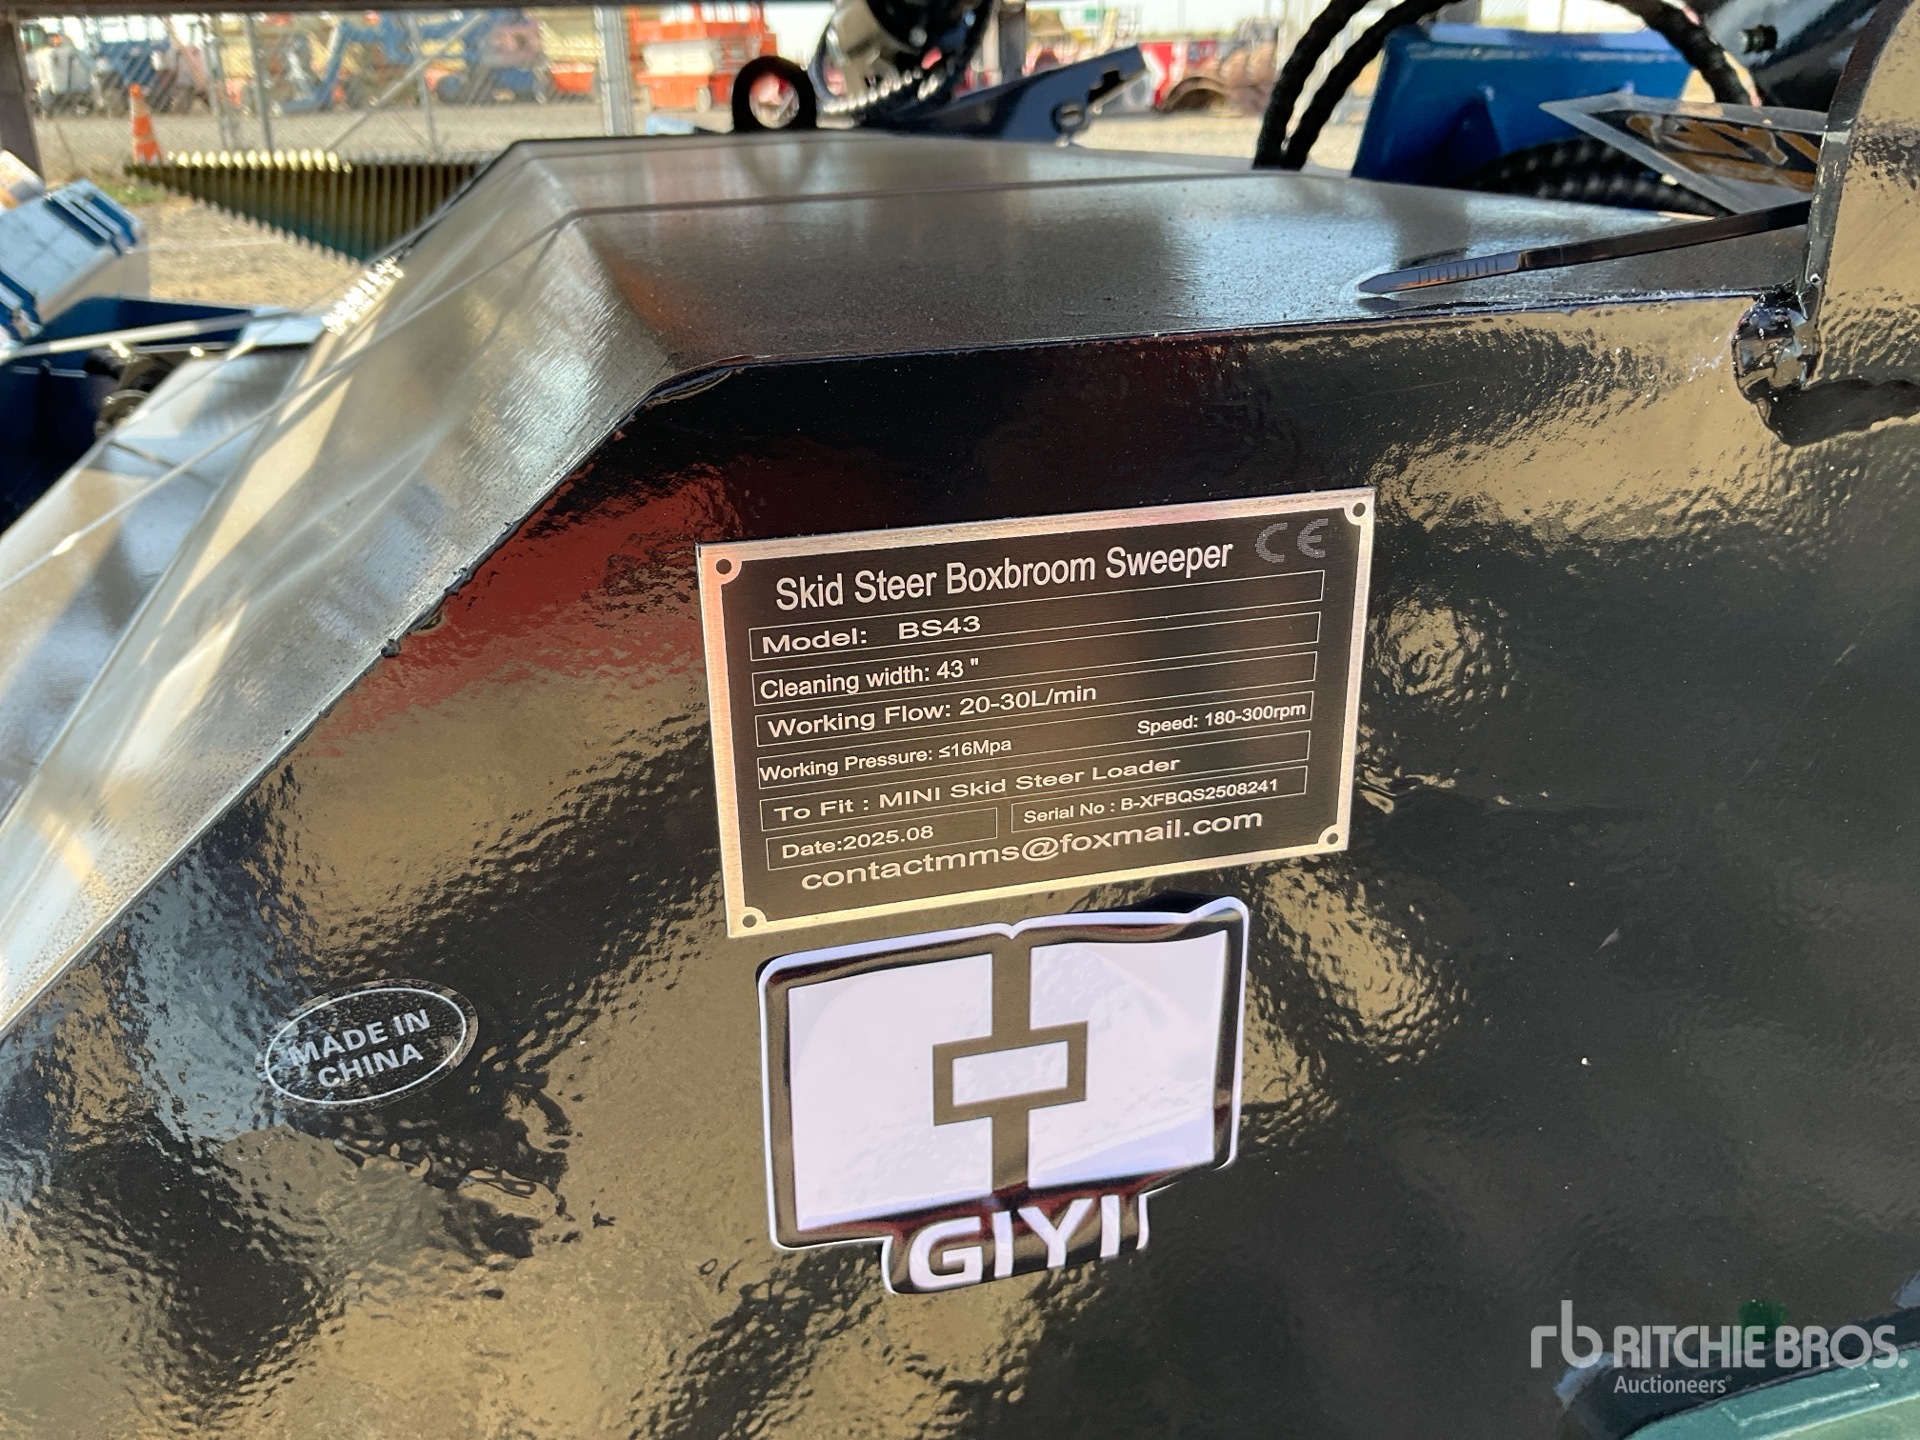 Skid Steer Boxbroom Sweeper CE
Model: BS43
Cleaning width: 43 "
Working Flow: 20-30L/min
Working Pressure: ≤16Mpa Speed: 180-300rpm
To Fit : MINI Skid Steer Loader
Date:2025.08 Serial No : B-XFBQS2508241
contactmms@foxmail.com
MADE IN
CHINA
GIYI
rb RITCHIE BROS.
Auctioneers